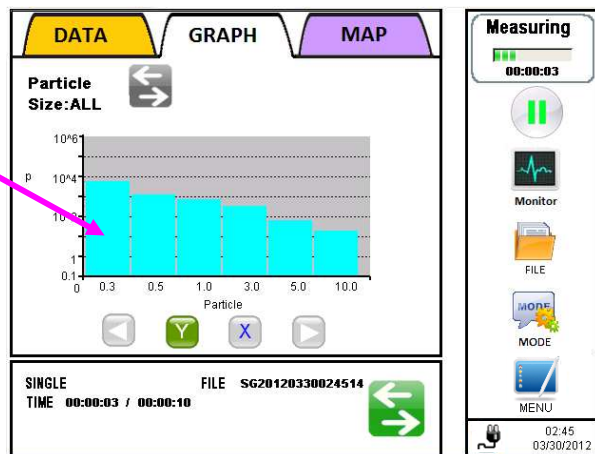 DATA
GRAPH
MAP
Particle
Size:ALL
10^6
p
10^4
10^2
1
0.1
0
0.3
0.5
1.0
3.0
5.0
10.0
Particle
Y
X
SINGLE
FILE SG20120330024514
TIME 00:00:03 / 00:00:10
Measuring
00:00:03
Monitor
FILE
MODE
MODE
MENU
02:45
03/30/2012